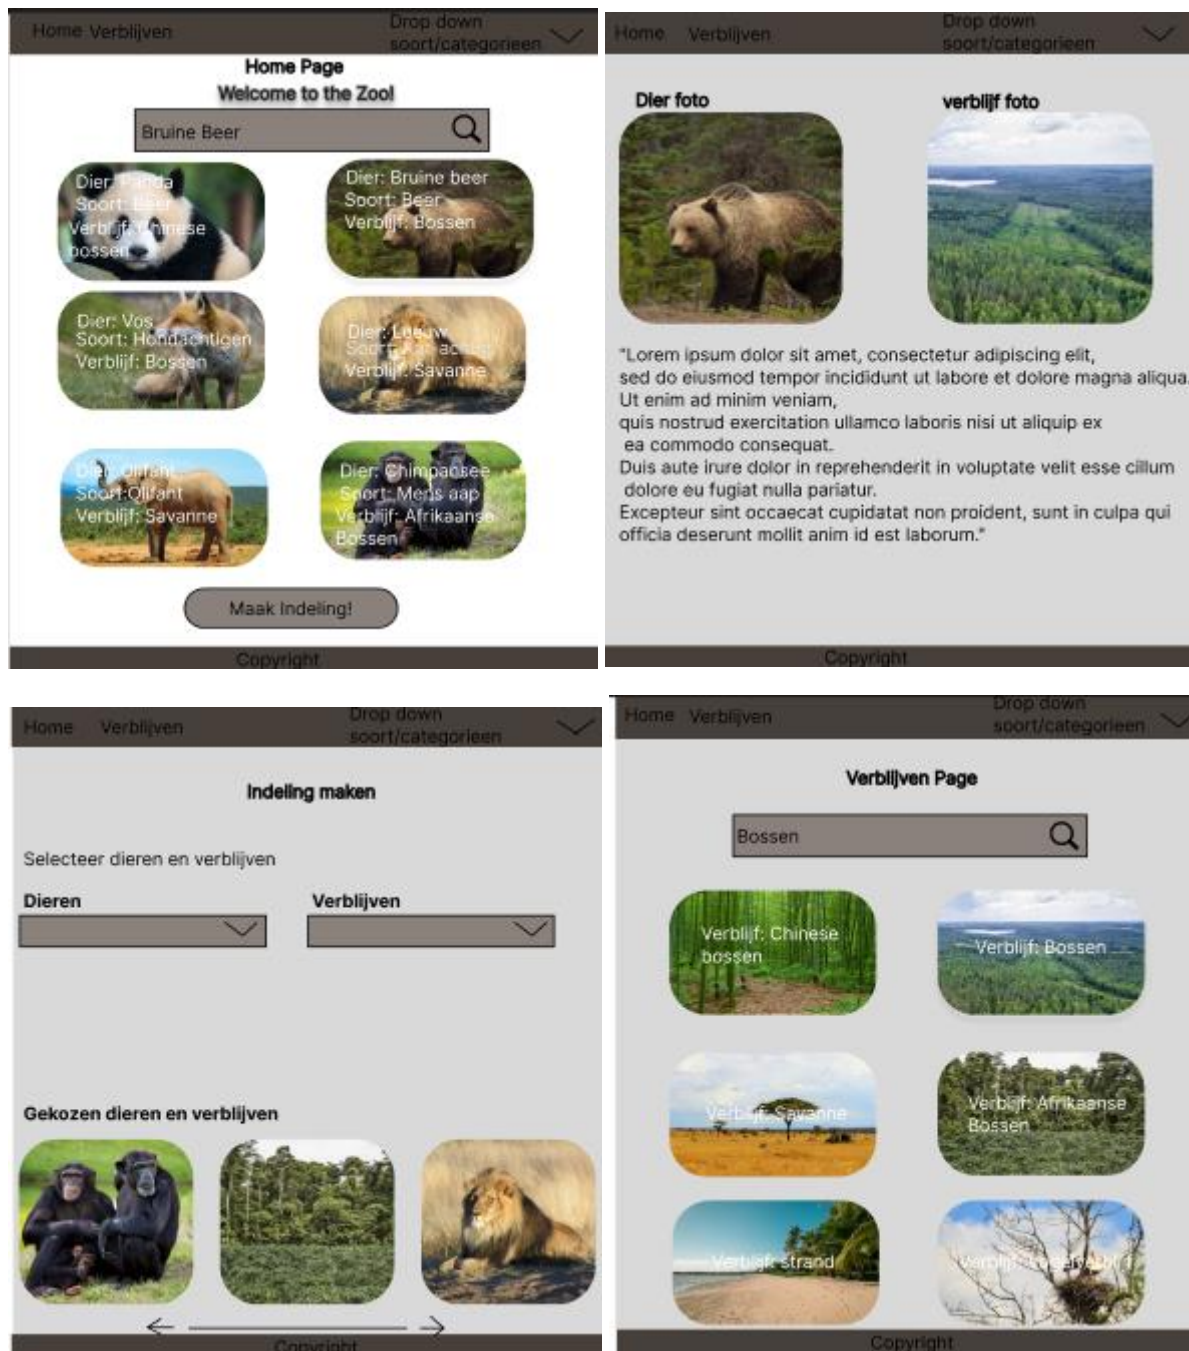 Home Verblijven
Drop down
soort/categorieen
Home Page
Welcome to the Zoo!
Bruine Beer
Dier: Panda
Soort: Beer
Verblijf: Chinese
bossen
Dier: Bruine beer
Soort: Beer
Verblijf: Bossen
Dier: Vos
Soort: Hondachtigen
Verblijf: Bossen
Dier: Leeuw
Soort:
Verblijf: Savanne
Dier: Olifant
Soort:Olifant
Verblijf: Savanne
Dier: Chimpansee
Soort: Mens aap
Verblijf: Afrikaanse
Bossen
Maak Indeling!
Copyright
Home Verblijven
Drop down
soort/categorieen
Dier foto
verblijf foto
"Lorem ipsum dolor sit amet, consectetur adipiscing elit,
sed do eiusmod tempor incididunt ut labore et dolore magna aliqua.
Ut enim ad minim veniam,
quis nostrud exercitation ullamco laboris nisi ut aliquip ex
ea commodo consequat.
Duis aute irure dolor in reprehenderit in voluptate velit esse cillum
dolore eu fugiat nulla pariatur.
Excepteur sint occaecat cupidatat non proident, sunt in culpa qui
officia deserunt mollit anim id est laborum."
Copyright
Home Verblijven
Drop down
soort/categorieen
Indeling maken
Selecteer dieren en verblijven
Dieren
Verblijven
Gekozen dieren en verblijven
Copyright
Home Verblijven
Drop down
soort/categorieen
Verblijven Page
Bossen
Verblijf: Chinese
bossen
Verblijf: Bossen
Verblijf: Savanne
Verblijf: Afrikaanse
Bossen
Verblijf: strand
Verblijf:
Copyright